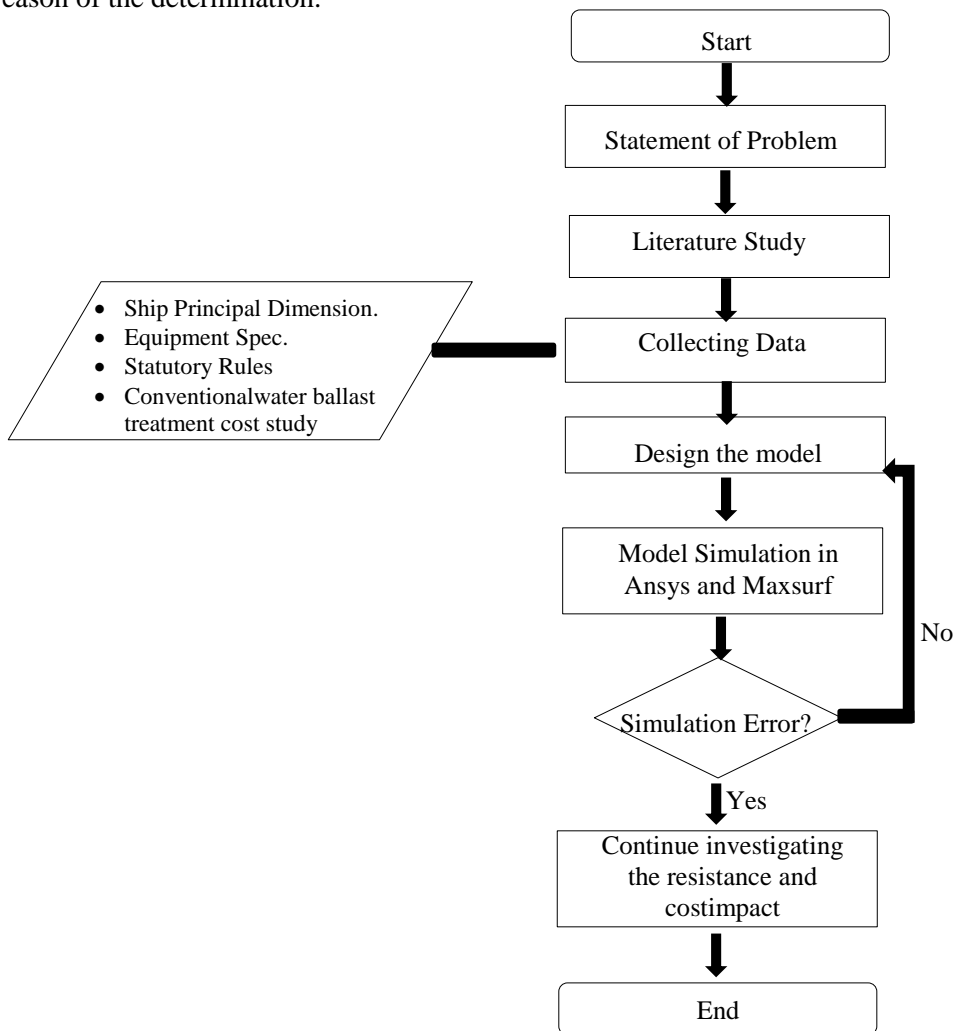 eason of the determination.
Start
Statement of Problem
Literature Study
• Ship Principal Dimension.
• Equipment Spec.
• Statutory Rules
• Conventionalwater ballast
treatment cost study
Collecting Data
Design the model
Model Simulation in
Ansys and Maxsurf
No
Simulation Error?
Yes
Continue investigating
the resistance and
costimpact
End